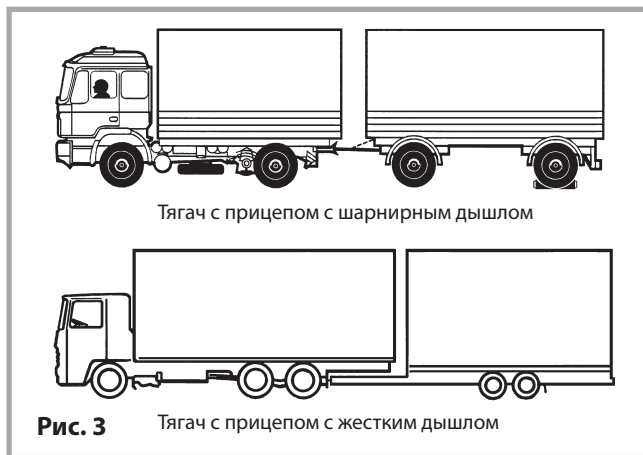 Тягач с прицепом с шарнирным дышлом
Рис. 3 Тягач с прицепом с жестким дышлом